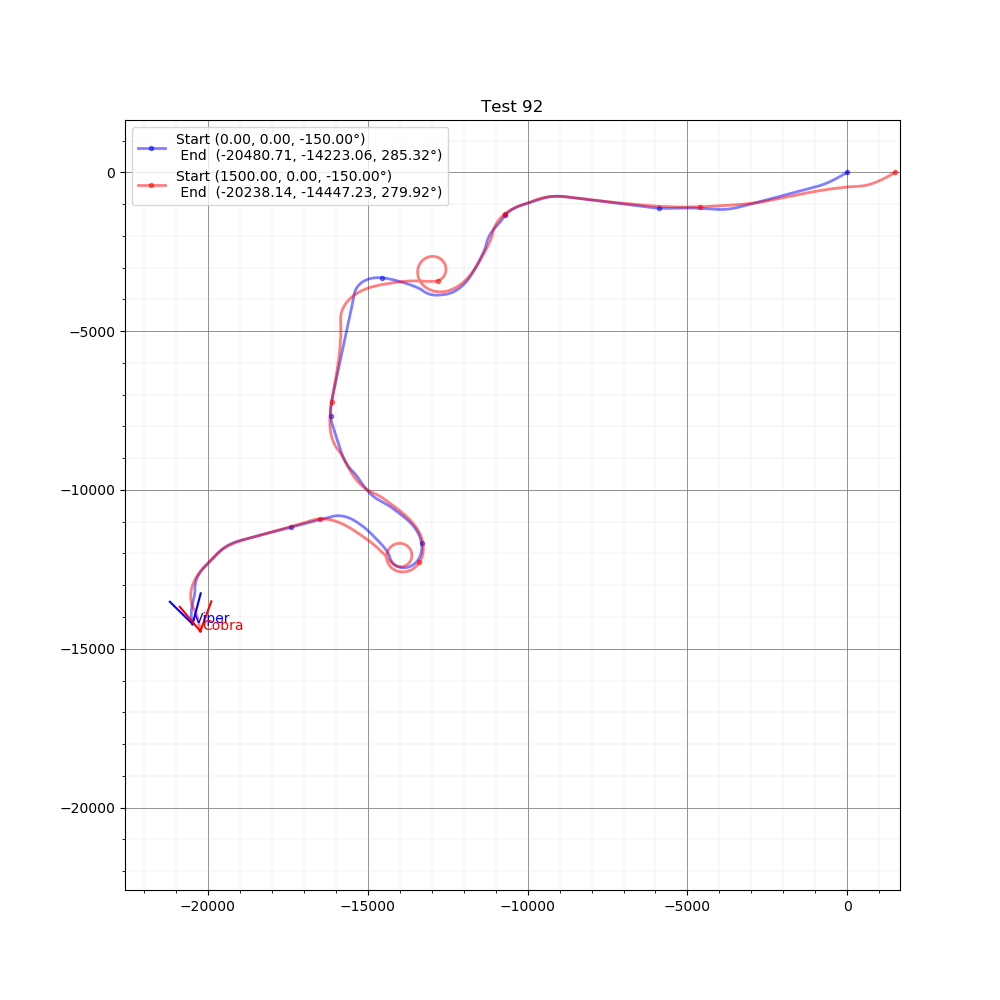 Test 92
Start (0.00, 0.00, -150.00°)
End (-20480.71, -14223.06, 285.32°)
Start (1500.00, 0.00, -150.00°)
End (-20238.14, -14447.23, 279.92°)
0
−5000
−10000
−15000
−20000
Viper
Cobra
−20000
−15000
−10000
−5000
0